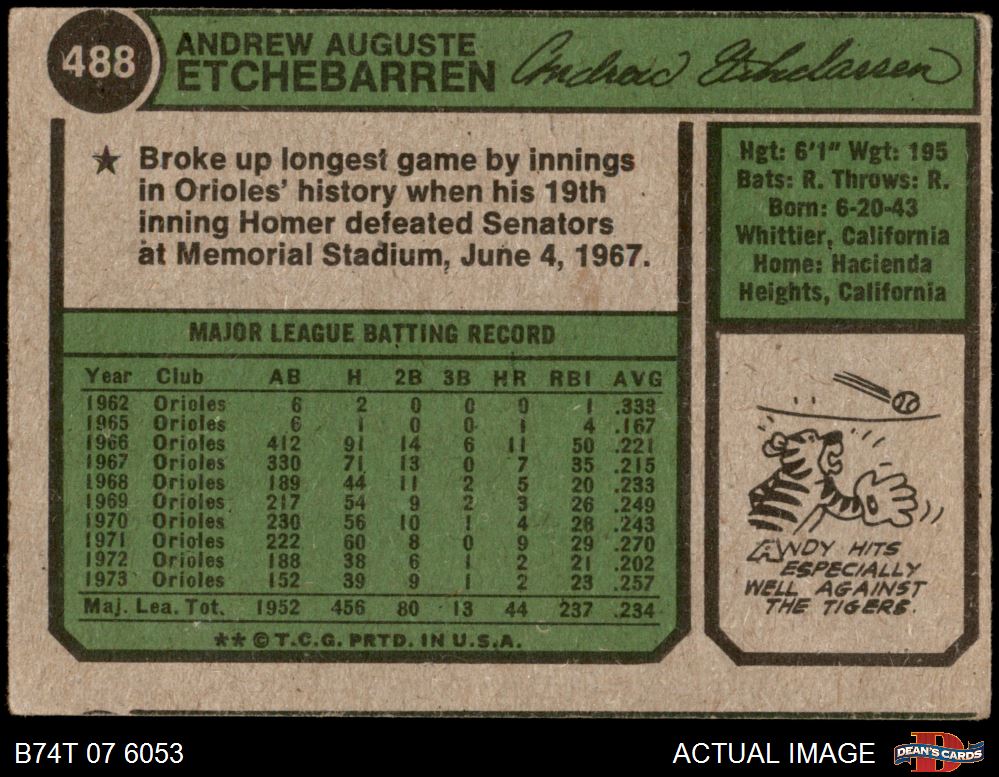 488
ANDREW AUGUSTE
ETCHEBARREN
Andrew Etchebarren
★ Broke up longest game by innings
in Orioles' history when his 19th
inning Homer defeated Senators
at Memorial Stadium, June 4, 1967.
Hgt: 6'1" Wgt: 195
Bats: R. Throws: R.
Born: 6-20-43
Whittier, California
Home: Hacienda
Heights, California
MAJOR LEAGUE BATTING RECORD
Year Club AB H 2B 3B HR RBI AVG
1962 Orioles 6 2 0 0 0 1 .333
1965 Orioles 6 1 0 0 1 4 .167
1966 Orioles 412 91 14 6 11 50 .221
1967 Orioles 330 71 13 0 7 35 .215
1968 Orioles 189 44 11 2 5 20 .233
1969 Orioles 217 54 9 2 3 26 .249
1970 Orioles 230 56 10 1 4 28 .243
1971 Orioles 222 60 8 0 9 29 .270
1972 Orioles 188 38 6 1 2 21 .202
1973 Orioles 152 39 9 1 2 23 .257
Maj. Lea. Tot. 1952 456 80 13 44 237 .234
** © T.C.G. PRTD. IN U.S.A.
ANDY HITS
ESPECIALLY
WELL AGAINST
THE TIGERS.
B74T 07 6053
ACTUAL IMAGE
DEAN'S CARDS